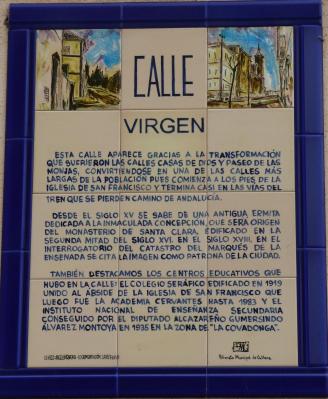 CALLE
VIRGEN
ESTA CALLE APARECE GRACIAS A LA TRANSFORMACIÓN
QUE SUFRIERON LAS CALLES CASAS DE DIOS Y PASEO DE LAS
MONJAS, CONVIRTIENDOSE EN UNA DE LAS CALLES MÁS
LARGAS DE LA POBLACIÓN PUES COMIENZA A LOS PIES DE LA
IGLESIA DE SAN FRANCISCO Y TERMINA CASI EN LAS VIAS DEL
TREN QUE SE PIERDEN CAMINO DE ANDALUCÍA.
DESDE EL SIGLO XV SE SABE DE UNA ANTIGUA ERMITA
DEDICADA A LA INMACULADA CONCEPCIÓN, QUE SERÁ ORIGEN
DEL MONASTERIO DE SANTA CLARA, EDIFICADO EN LA
SEGUNDA MITAD DEL SIGLO XVI. EN EL SIGLO XVIII, EN EL
INTERROGATORIO DEL CATASTRO DEL MARQUÉS DE LA
ENSENADA SE CITA LA IMAGEN COMO PATRONA DE LA CIUDAD.
TAMBIÉN DESTACAMOS LOS CENTROS EDUCATIVOS QUE
HUBO EN LA CALLE: EL COLEGIO SERÁFICO EDIFICADO EN 1919
UNIDO AL ÁBSIDE DE LA IGLESIA DE SAN FRANCISCO QUE
LUEGO FUE LA ACADEMIA CERVANTES HASTA 1983 Y EL
INSTITUTO NACIONAL DE ENSEÑANZA SECUNDARIA
CONSEGUIDO POR EL DIPUTADO ALCAZAREÑO GUMERSINDO
ÁLVAREZ MONTOYA EN 1935 EN LA ZONA DE "LA COVADONGA".
Patronato Municipal de Cultura